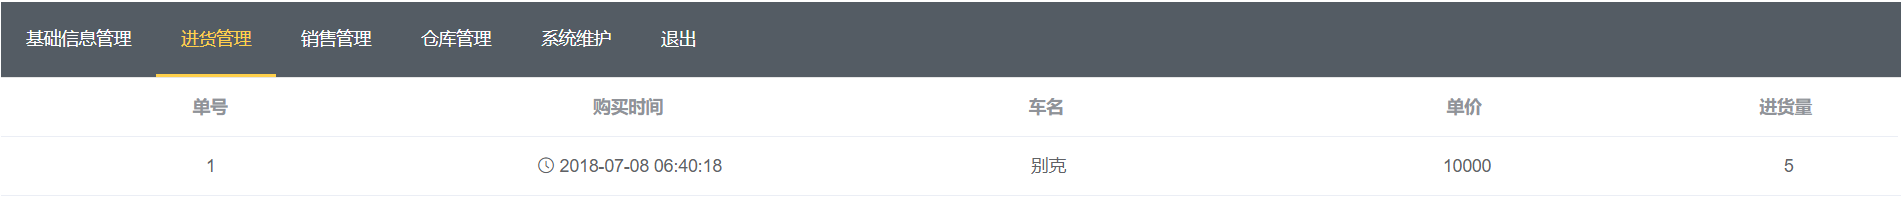 基础信息管理 进货管理 销售管理 仓库管理 系统维护 退出
单号 购买时间 车名 单价 进货量
1 2018-07-08 06:40:18 别克 10000 5